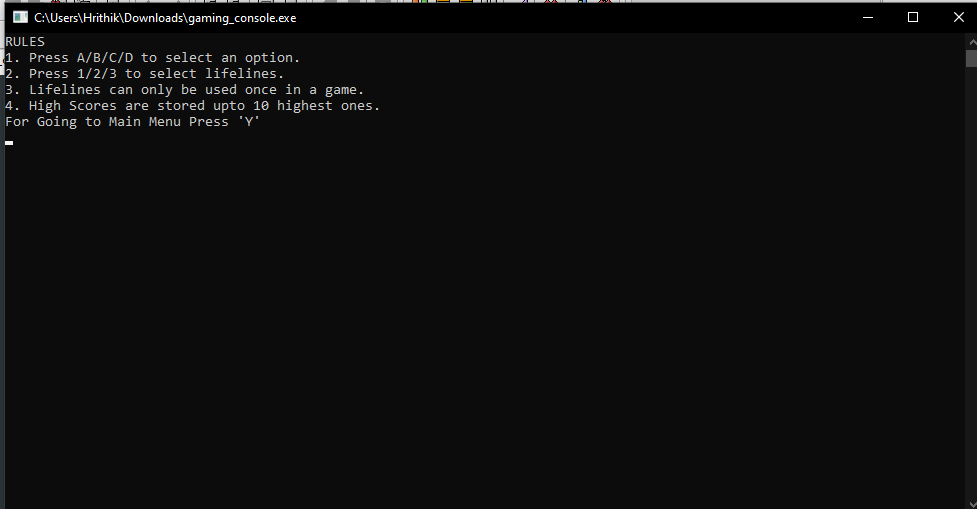 C:\Users\Hrithik\Downloads\gaming_console.exe
RULES
1. Press A/B/C/D to select an option.
2. Press 1/2/3 to select lifelines.
3. Lifelines can only be used once in a game.
4. High Scores are stored upto 10 highest ones.
For Going to Main Menu Press 'Y'